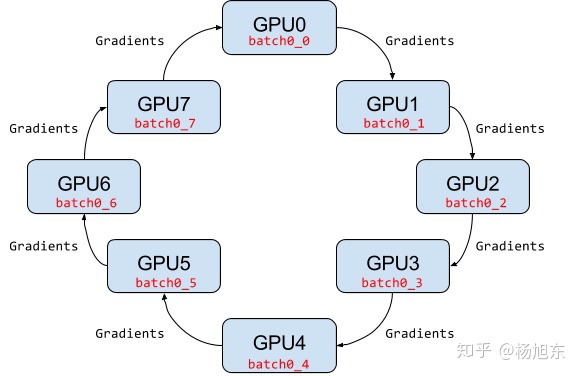 GPU0
batch0_0
Gradients
Gradients
GPU7
batch0_7
GPU1
batch0_1
Gradients
Gradients
GPU6
batch0_6
GPU2
batch0_2
Gradients
Gradients
GPU5
batch0_5
GPU3
batch0_3
Gradients
Gradients
GPU4
batch0_4
知乎 @杨旭东